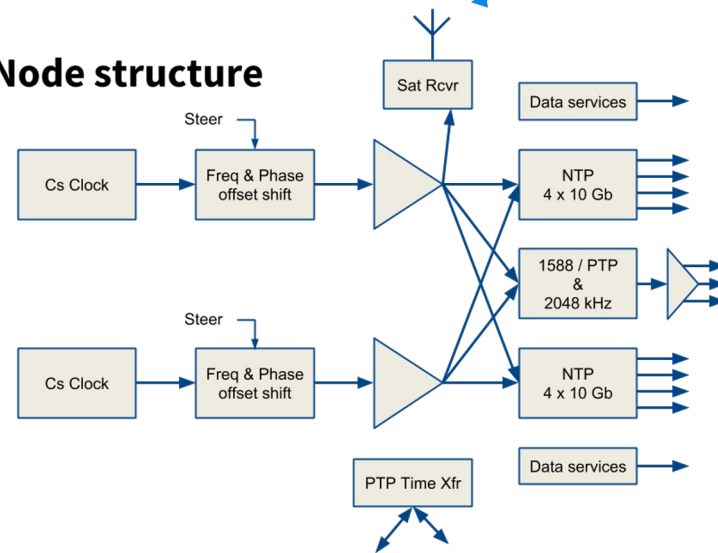 Node structure
Sat Rcvr
Data services
Steer
Cs Clock
Freq & Phase
offset shift
NTP
4 x 10 Gb
1588 / PTP
&
2048 kHz
Steer
Cs Clock
Freq & Phase
offset shift
NTP
4 x 10 Gb
Data services
PTP Time Xfr